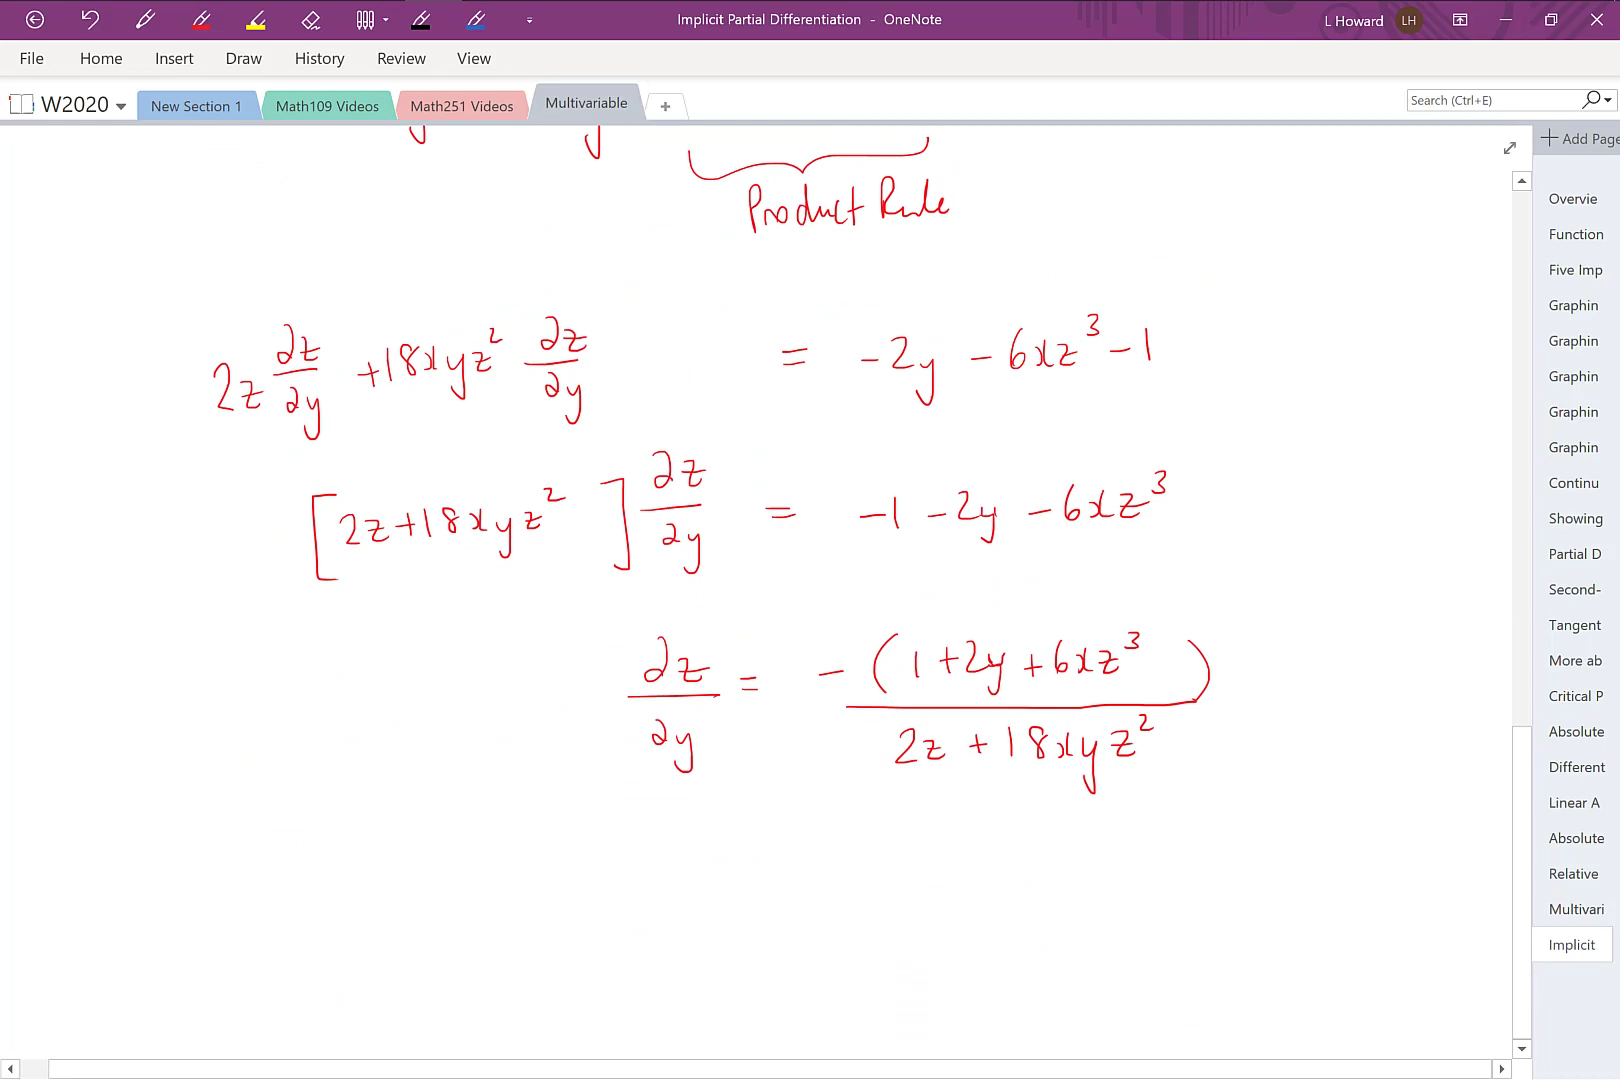 Implicit Partial Differentiation - OneNote
L Howard LH
File Home Insert Draw History Review View
W2020 New Section 1 Math109 Videos Math251 Videos Multivariable
Search (Ctrl+E)
Add Page
Product Rule
2z ∂z/∂y + 18xyz² ∂z/∂y = -2y - 6xz³ - 1
[2z + 18xyz²] ∂z/∂y = -1 - 2y - 6xz³
∂z/∂y = -(1 + 2y + 6xz³)/2z + 18xyz²
Overvie
Function
Five Imp
Graphin
Graphin
Graphin
Graphin
Graphin
Continu
Showing
Partial D
Second-
Tangent
More ab
Critical P
Absolute
Different
Linear A
Absolute
Relative
Multivari
Implicit